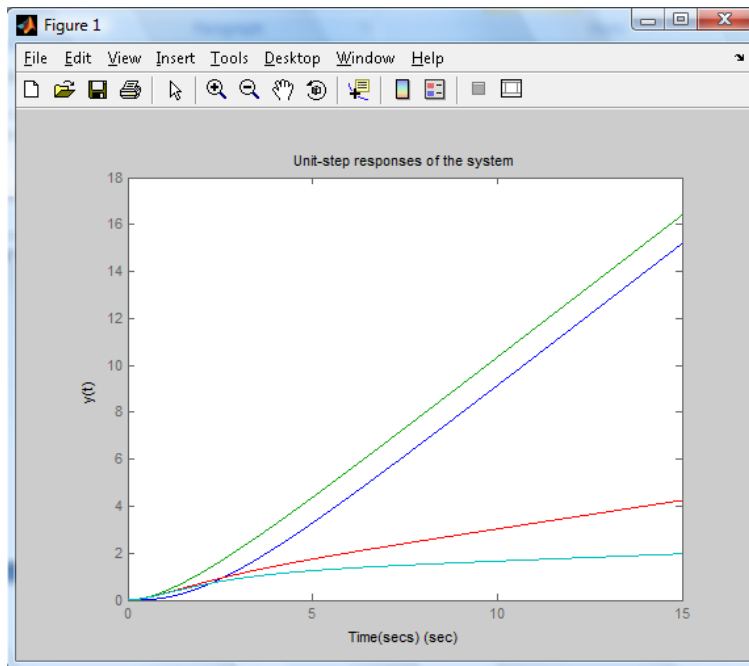 Figure 1
File Edit View Insert Tools Desktop Window Help
Unit-step responses of the system
18
16
14
12
10
8
6
4
2
0
y(t)
0 5 10 15
Time(secs) (sec)